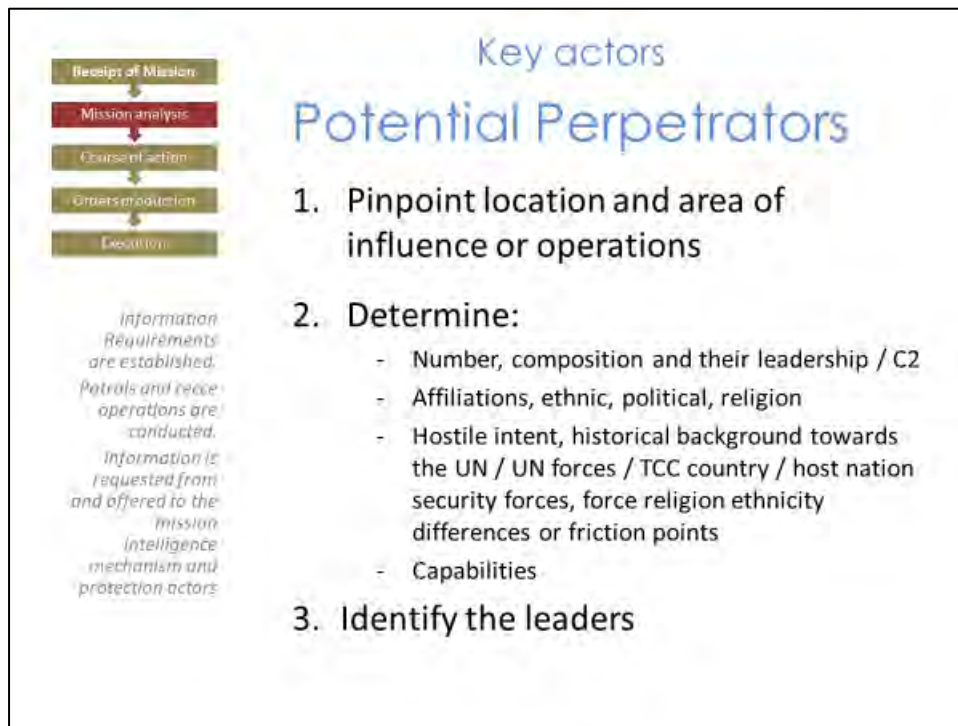 Key actors
Potential Perpetrators
Receipt of Mission
Mission analysis
Course of action
Orders production
Execution
Information
Requirements
are established.
Patrols and recce
operations are
conducted.
Information is
requested from
and offered to the
mission
intelligence
mechanism and
protection actors
1. Pinpoint location and area of
influence or operations
2. Determine:
- Number, composition and their leadership / C2
- Affiliations, ethnic, political, religion
- Hostile intent, historical background towards
the UN / UN forces / TCC country / host nation
security forces, force religion ethnicity
differences or friction points
- Capabilities
3. Identify the leaders